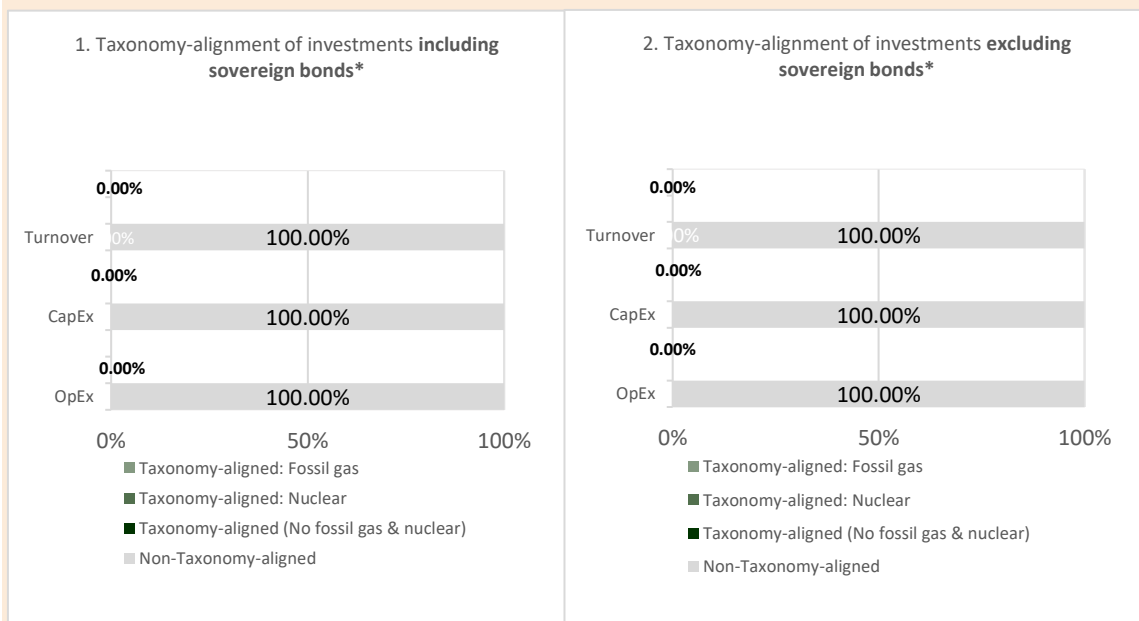 1. Taxonomy-alignment of investments including
sovereign bonds*
0.00%
Turnover 100.00%
0.00%
CapEx 100.00%
0.00%
OpEx 100.00%
0% 50% 100%
Taxonomy-aligned: Fossil gas
Taxonomy-aligned: Nuclear
Taxonomy-aligned (No fossil gas & nuclear)
Non-Taxonomy-aligned
2. Taxonomy-alignment of investments excluding
sovereign bonds*
0.00%
Turnover 100.00%
0.00%
CapEx 100.00%
0.00%
OpEx 100.00%
0% 50% 100%
Taxonomy-aligned: Fossil gas
Taxonomy-aligned: Nuclear
Taxonomy-aligned (No fossil gas & nuclear)
Non-Taxonomy-aligned